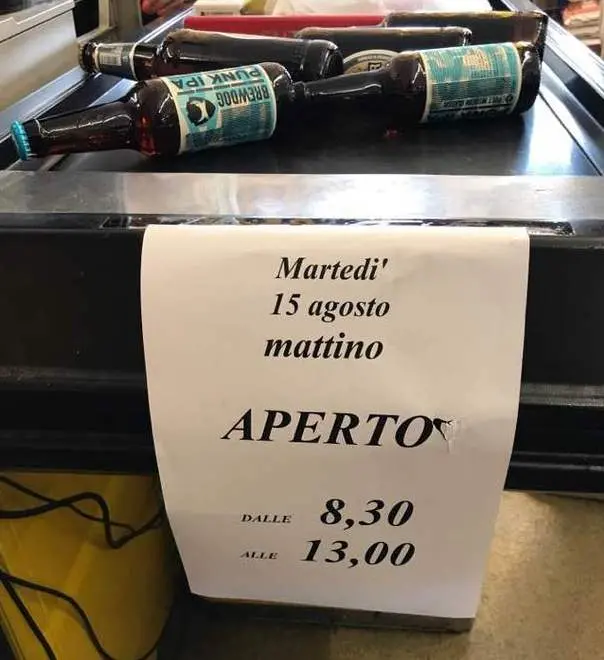 BREWDOG
PUNK IPA
Martedi'
15 agosto
mattino
APERTO
DALLE 8,30
ALLE 13,00